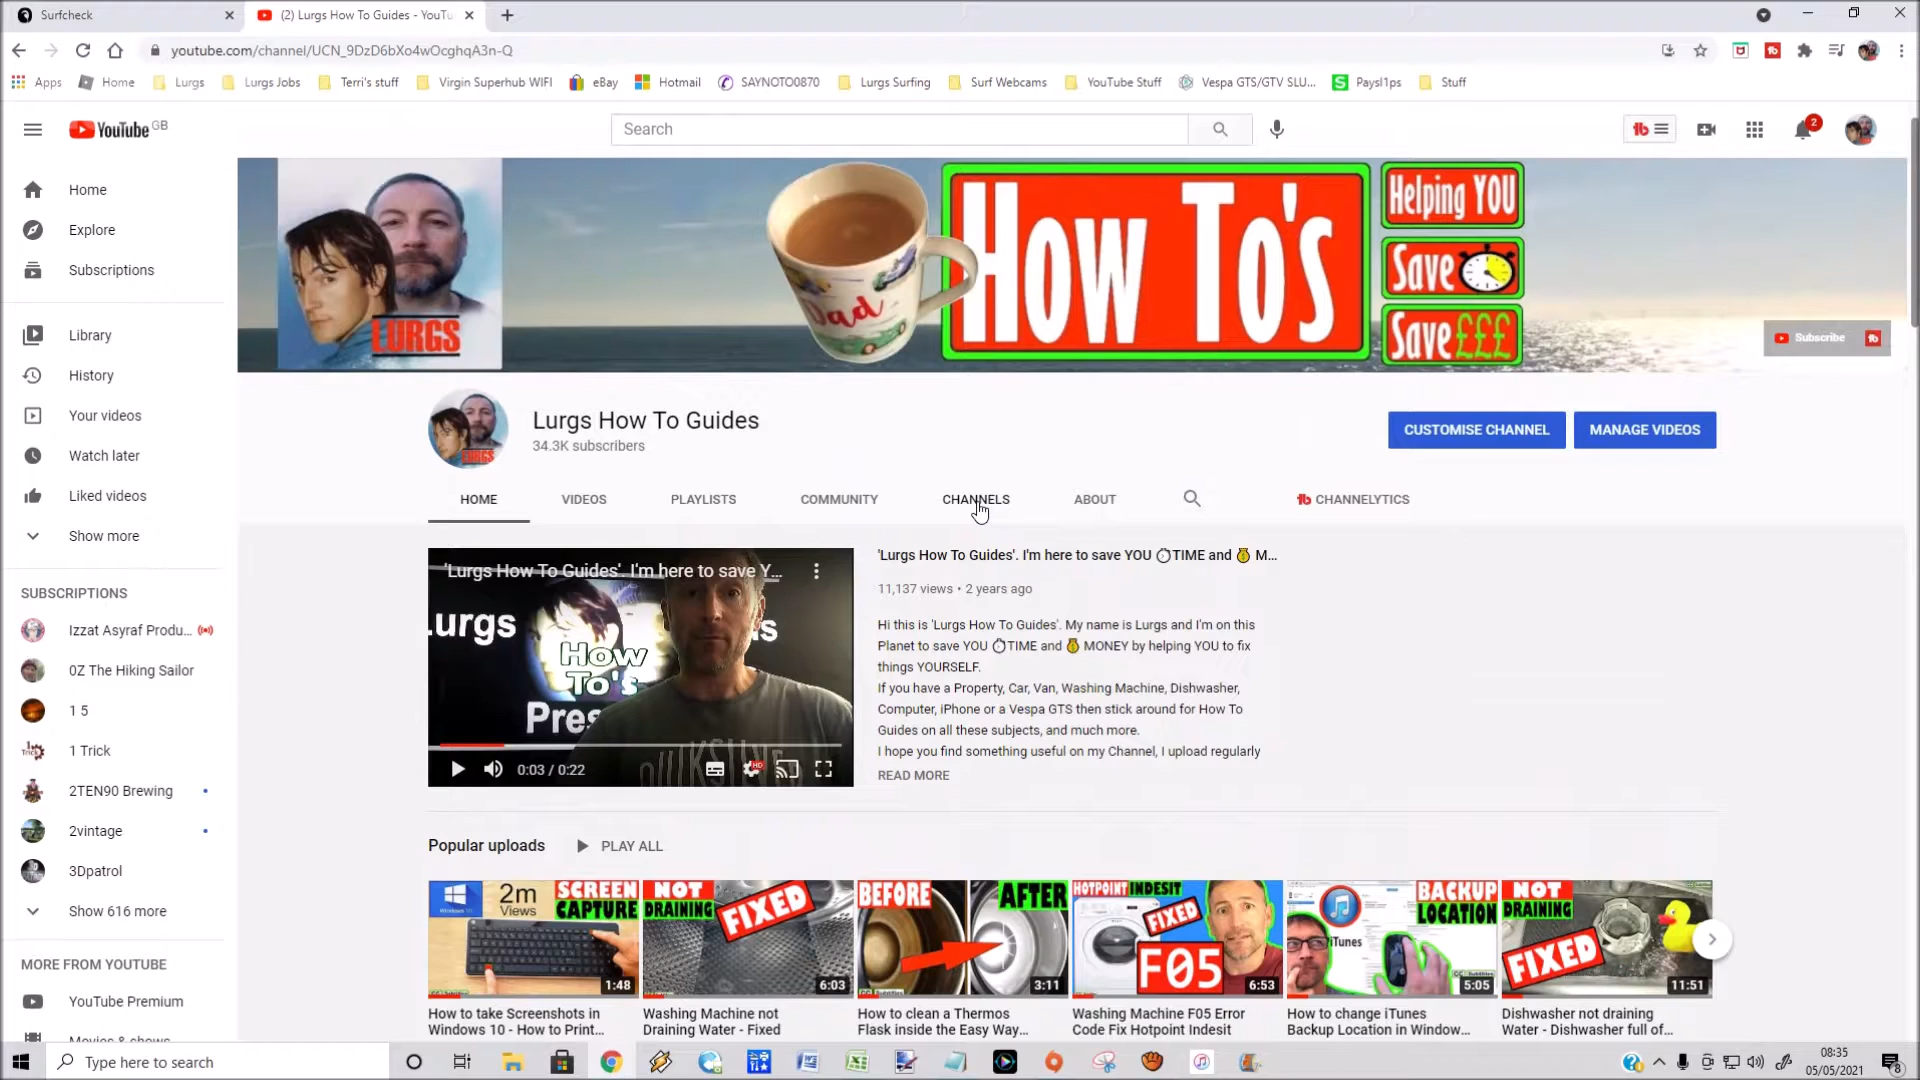 Surfcheck
(2) Lurgs How To Guides - YouTu
youtube.com/channel/UCN_9DzD6bXo4wOcghqA3n-Q
Apps
Home
Lurgs
Lurgs Jobs
Terri's stuff
Virgin Superhub WIFI
eBay
Hotmail
SAYNOTO0870
Lurgs Surfing
Surf Webcams
YouTube Stuff
Vespa GTS/GTV SLU...
Paysl1ps
Stuff
YouTube GB
Search
2
Home
Explore
Subscriptions
Library
History
Your videos
Watch later
Liked videos
Show more
SUBSCRIPTIONS
Izzat Asyraf Produ...
0Z The Hiking Sailor
1 5
1 Trick
2TEN90 Brewing
2vintage
3Dpatrol
Show 616 more
MORE FROM YOUTUBE
YouTube Premium
Movies & shows
LURGS
Dad
How To's
Helping YOU
Save
Save £££
Subscribe
LURGS
Lurgs How To Guides
34.3K subscribers
CUSTOMISE CHANNEL
MANAGE VIDEOS
HOME
VIDEOS
PLAYLISTS
COMMUNITY
CHANNELS
ABOUT
CHANNELYTICS
'Lurgs How To Guides'. I'm here to save Y...
How
To's
0:03 / 0:22
'Lurgs How To Guides'. I'm here to save YOU ⏱TIME and 💰 M...
11,137 views • 2 years ago
Hi this is 'Lurgs How To Guides'. My name is Lurgs and I'm on this
Planet to save YOU ⏱TIME and 💰 MONEY by helping YOU to fix
things YOURSELF.
If you have a Property, Car, Van, Washing Machine, Dishwasher,
Computer, iPhone or a Vespa GTS then stick around for How To
Guides on all these subjects, and much more.
I hope you find something useful on my Channel, I upload regularly
READ MORE
Popular uploads
PLAY ALL
2m
Views
SCREEN
CAPTURE
1:48
How to take Screenshots in
Windows 10 - How to Print...
NOT
DRAINING
FIXED
6:03
Washing Machine not
Draining Water - Fixed
BEFORE
AFTER
3:11
How to clean a Thermos
Flask inside the Easy Way...
HOTPOINT INDESIT
FIXED
F05
6:53
Washing Machine F05 Error
Code Fix Hotpoint Indesit
BACKUP
LOCATION
iTunes
5:05
How to change iTunes
Backup Location in Window...
NOT
DRAINING
FIXED
11:51
Dishwasher not draining
Water - Dishwasher full of...
Type here to search
08:35
05/05/2021
8